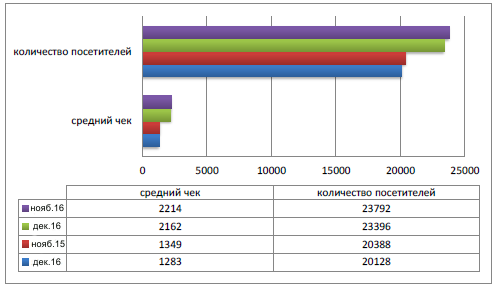 количество посетителей
средний чек
0 5000 10000 15000 20000 25000
средний чек количество посетителей
нояб.16 2214 23792
дек.16 2162 23396
нояб.15 1349 20388
дек.16 1283 20128